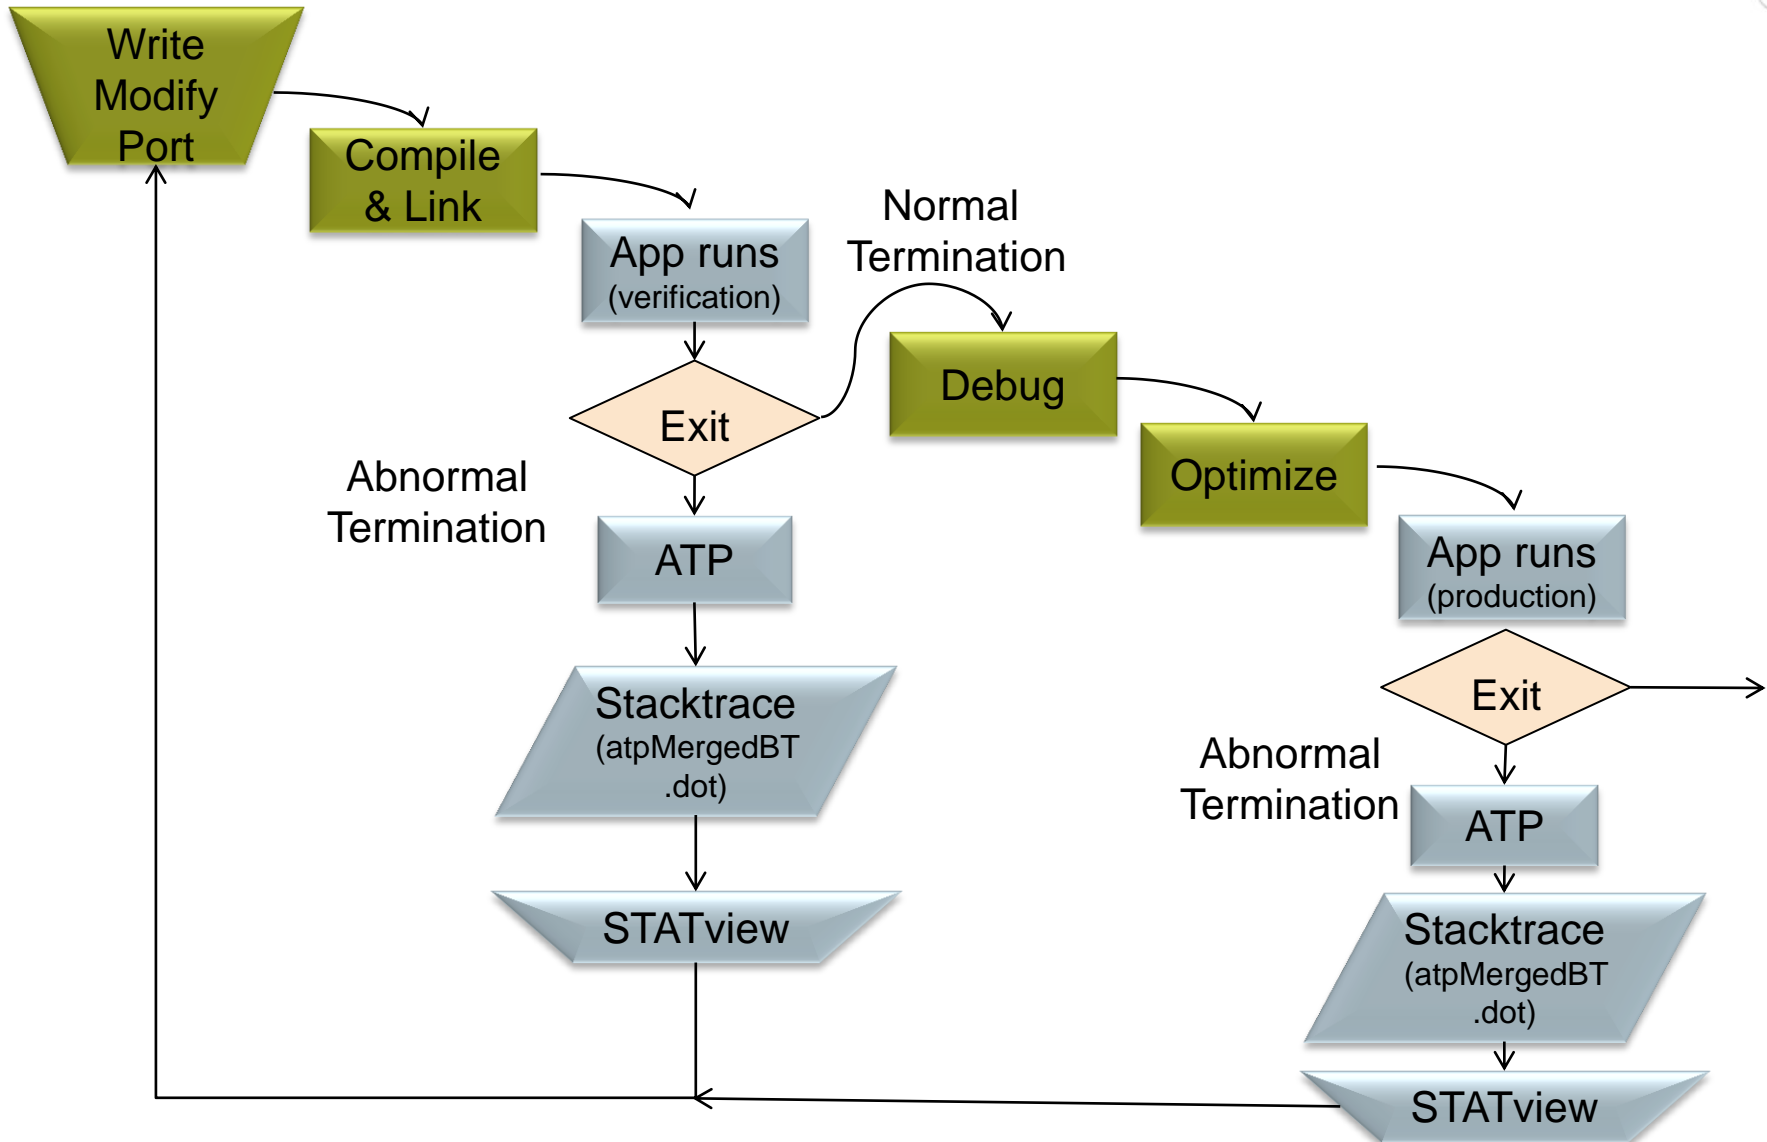 Write
Modify
Port
Compile
& Link
App runs
(verification)
Normal
Termination
Exit
Debug
Abnormal
Termination
Optimize
ATP
App runs
(production)
Stacktrace
(atpMergedBT
.dot)
Exit
Abnormal
Termination
ATP
STATview
Stacktrace
(atpMergedBT
.dot)
STATview